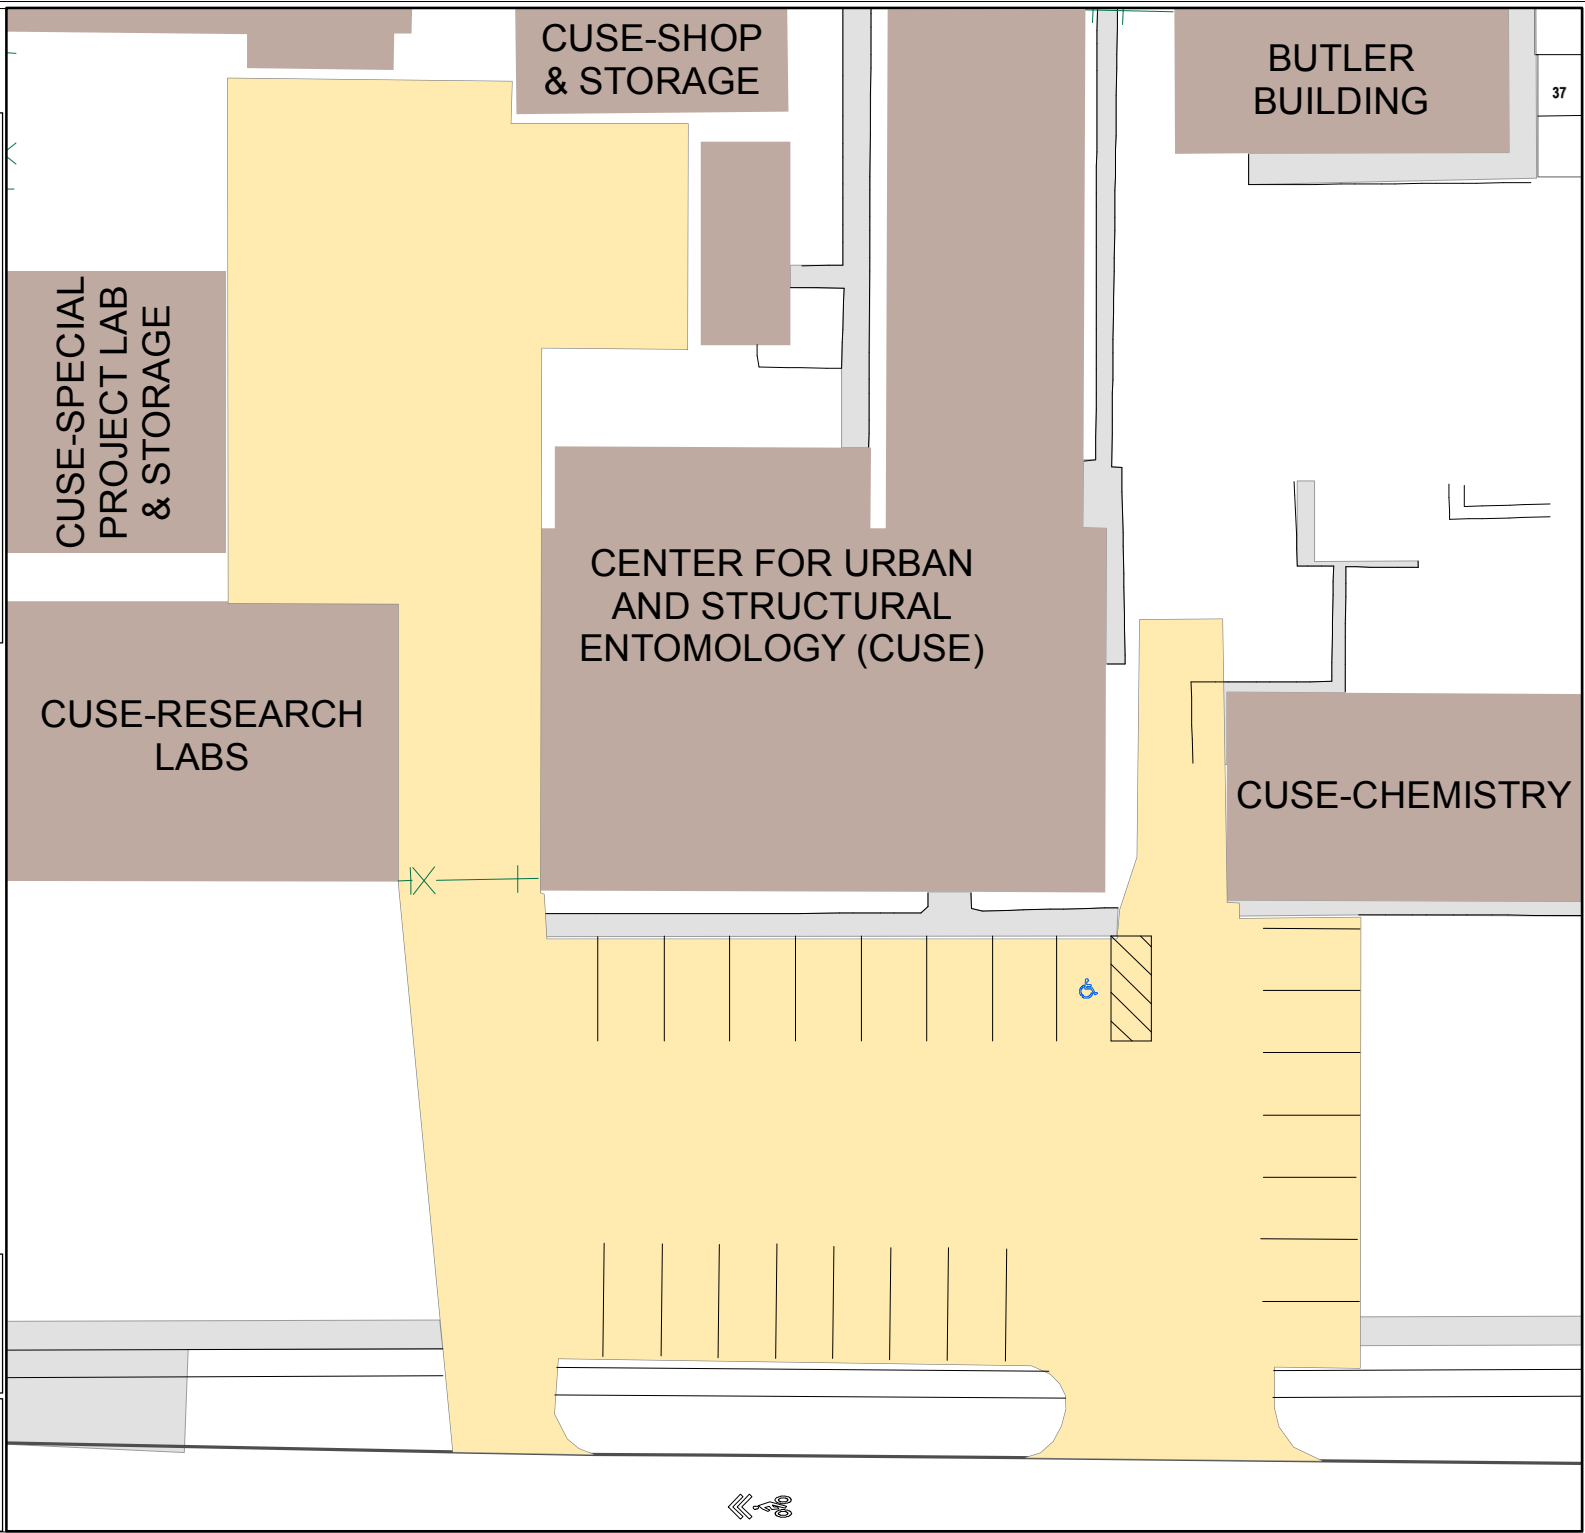 CUSE-SHOP
& STORAGE
BUTLER
BUILDING
37
CUSE-SPECIAL
PROJECT LAB
& STORAGE
CENTER FOR URBAN
AND STRUCTURAL
ENTOMOLOGY (CUSE)
CUSE-RESEARCH
LABS
CUSE-CHEMISTRY